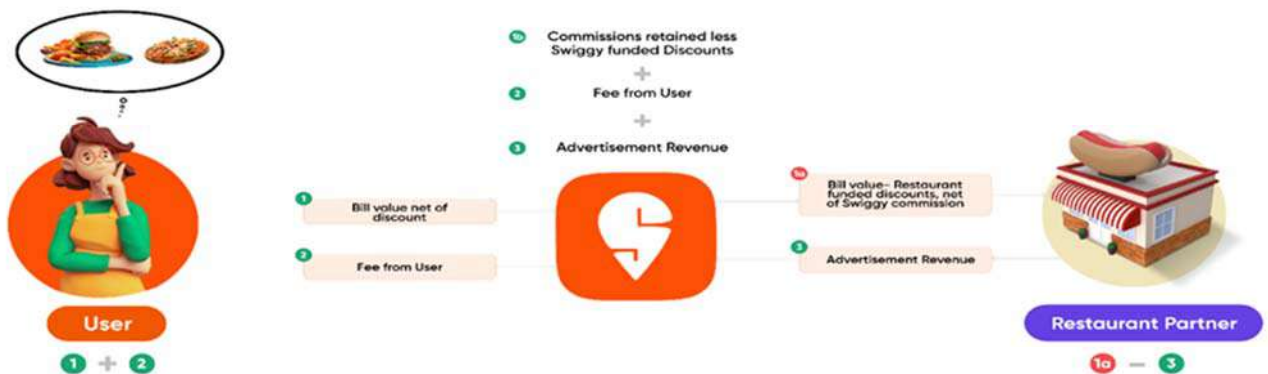 1b Commissions retained less
Swiggy funded Discounts
+
2 Fee from User
+
3 Advertisement Revenue
1 Bill value net of
discount
2 Fee from User
1a Bill value– Restaurant
funded discounts, net
of Swiggy commission
3 Advertisement Revenue
User
1 + 2
Restaurant Partner
1a – 3